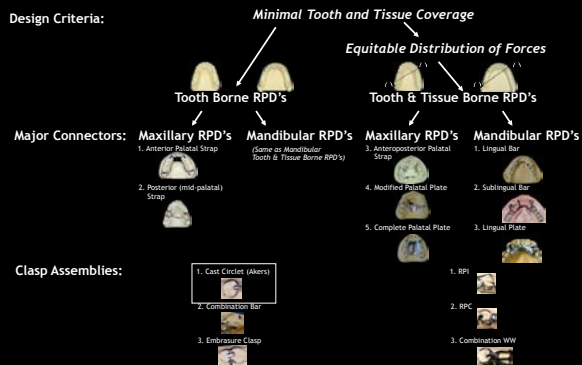 Design Criteria:
Minimal Tooth and Tissue Coverage
Equitable Distribution of Forces
Tooth Borne RPD's
Tooth & Tissue Borne RPD's
Major Connectors:
Maxillary RPD's
1. Anterior Palatal Strap
2. Posterior (mid-palatal)
Strap
Mandibular RPD's
(Same as Mandibular
Tooth & Tissue Borne RPD's)
Maxillary RPD's
3. Anteroposterior Palatal
Strap
4. Modified Palatal Plate
5. Complete Palatal Plate
Mandibular RPD's
1. Lingual Bar
2. Sublingual Bar
3. Lingual Plate
Clasp Assemblies:
1. Cast Circlet (Akers)
2. Combination Bar
3. Embrasure Clasp
1. RPI
2. RPC
3. Combination WW